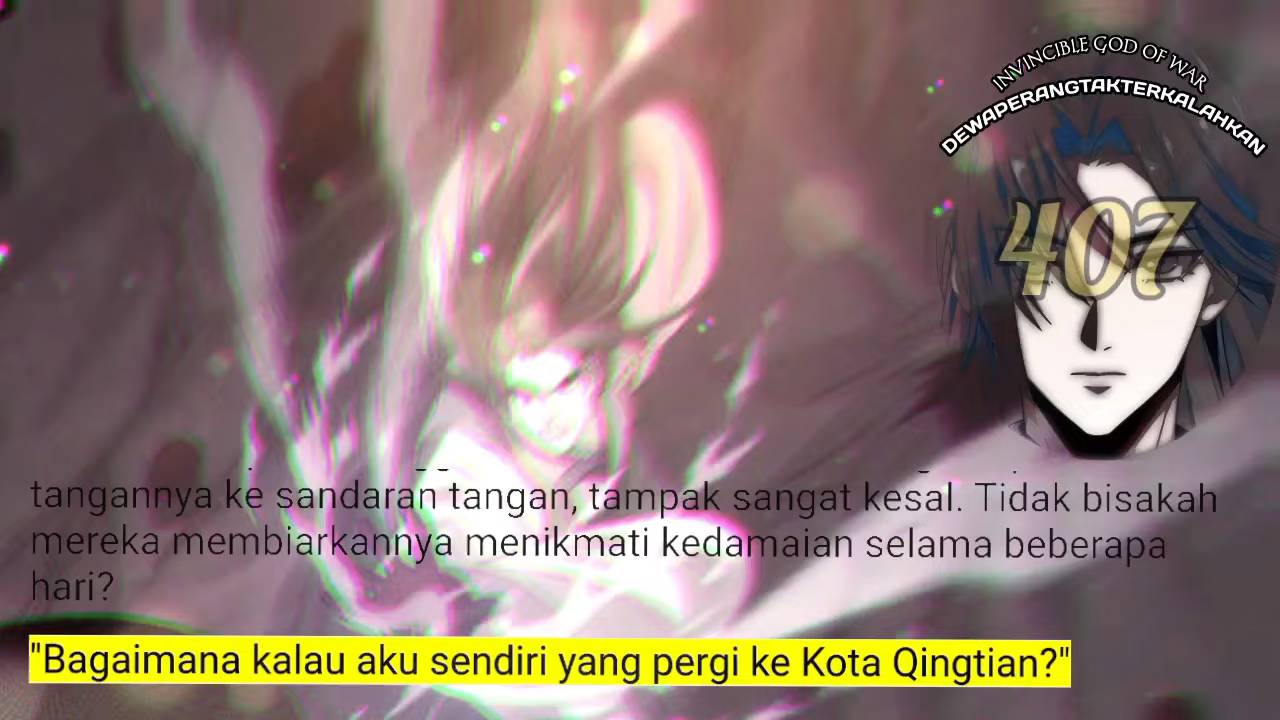 INVINCIBLE GOD OF WAR
DEWAPERANGTAKTERKALAHKAN
407
tangannya ke sandaran tangan, tampak sangat kesal. Tidak bisakah
mereka membiarkannya menikmati kedamaian selama beberapa
hari?
"Bagaimana kalau aku sendiri yang pergi ke Kota Qingtian?"